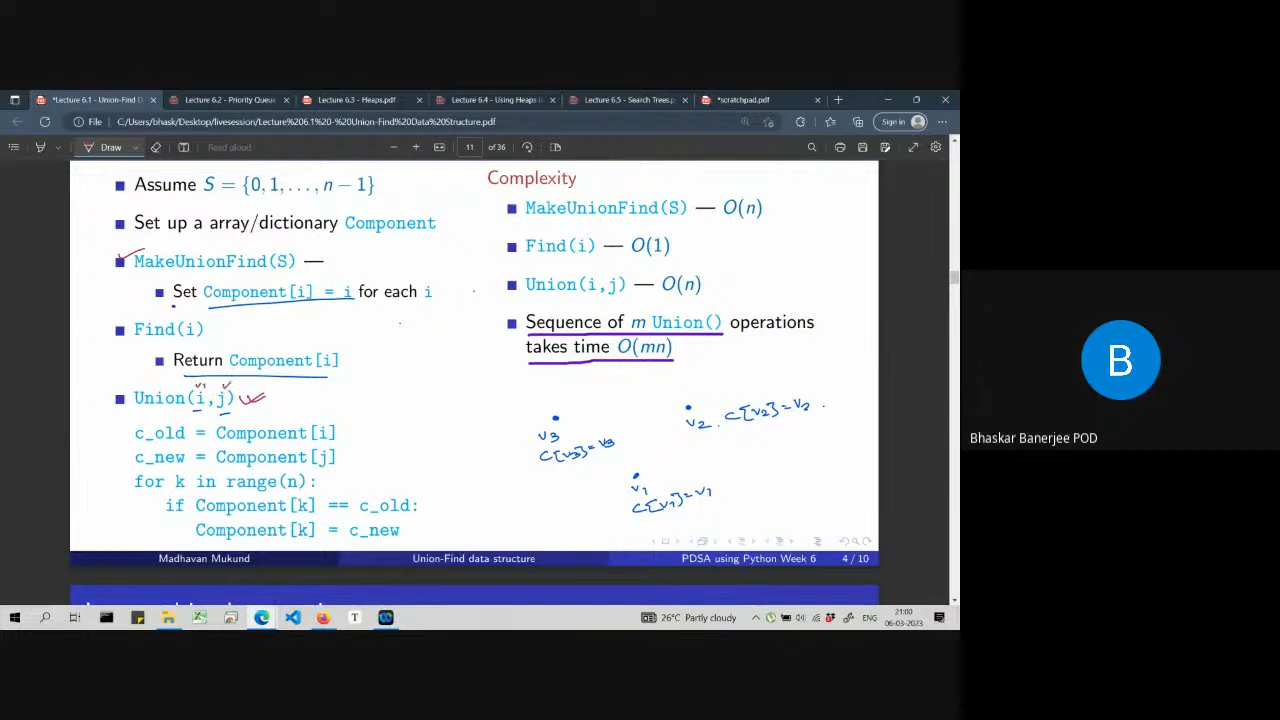 *Lecture 6.1 - Union-Find D
Lecture 6.2 - Priority Queue
Lecture 6.3 - Heaps.pdf
Lecture 6.4 - Using Heaps in
Lecture 6.5 - Search Trees.p
*scratchpad.pdf
File
C:/Users/bhask/Desktop/livesession/Lecture%206.1%20-%20Union-Find%20Data%20Structure.pdf
Sign in
Draw
Read aloud
11 of 36
Assume S = {0, 1, . . . , n − 1}
Set up a array/dictionary Component
MakeUnionFind(S) —
Set Component[i] = i for each i
Find(i)
Return Component[i]
Union(i,j)
v1
c_old = Component[i]
c_new = Component[j]
for k in range(n):
if Component[k] == c_old:
Component[k] = c_new
Complexity
MakeUnionFind(S) — O(n)
Find(i) — O(1)
Union(i,j) — O(n)
Sequence of m Union() operations
takes time O(mn)
v3
C[v3]=v3
v2
C[v2]=v2
v1
C[v1]=v1
Madhavan Mukund
Union-Find data structure
PDSA using Python Week 6
4 / 10
26°C Partly cloudy
ENG
21:00
06-03-2023
B
Bhaskar Banerjee POD